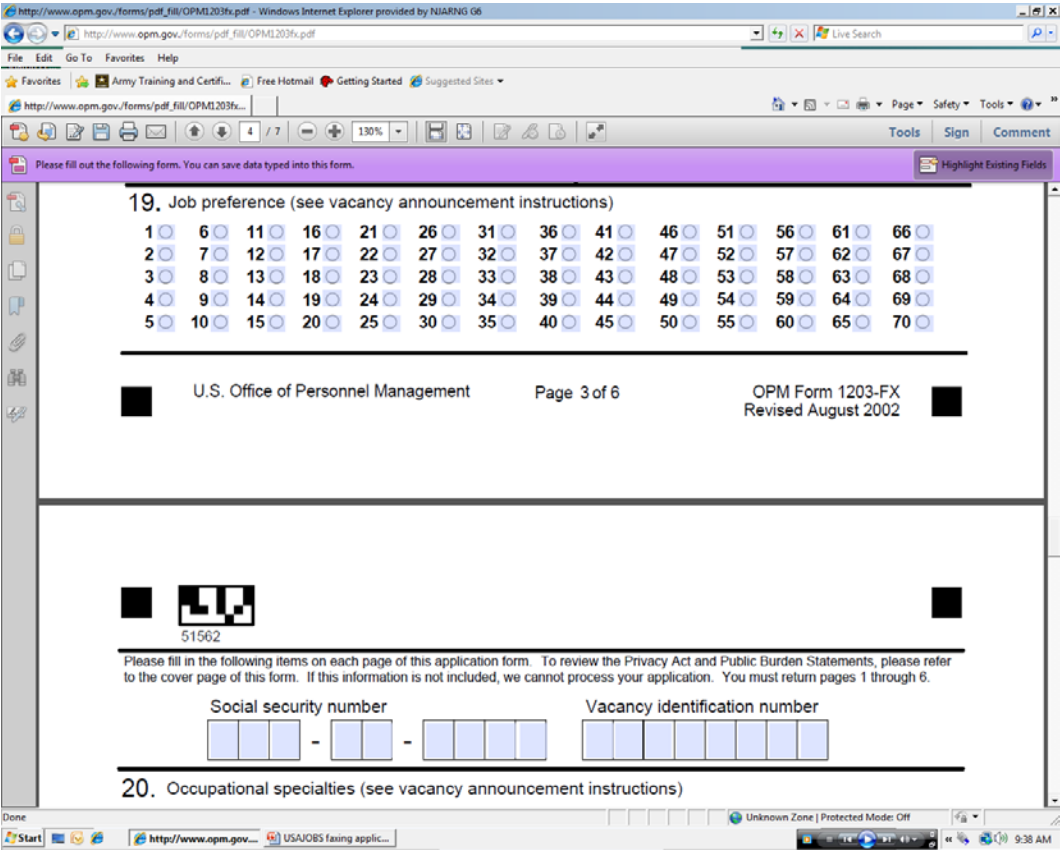 http://www.opm.gov./forms/pdf_fill/OPM1203fx.pdf - Windows Internet Explorer provided by NJARNG G6
http://www.opm.gov./forms/pdf_fill/OPM1203fx.pdf
Live Search
File Edit Go To Favorites Help
Favorites Army Training and Certifi... Free Hotmail Getting Started Suggested Sites
http://www.opm.gov./forms/pdf_fill/OPM1203fx...
Page Safety Tools »
4 / 7 130% Tools Sign Comment
Please fill out the following form. You can save data typed into this form.
Highlight Existing Fields
19. Job preference (see vacancy announcement instructions)
1 6 11 16 21 26 31 36 41 46 51 56 61 66
2 7 12 17 22 27 32 37 42 47 52 57 62 67
3 8 13 18 23 28 33 38 43 48 53 58 63 68
4 9 14 19 24 29 34 39 44 49 54 59 64 69
5 10 15 20 25 30 35 40 45 50 55 60 65 70
U.S. Office of Personnel Management Page 3 of 6 OPM Form 1203-FX
Revised August 2002
51562
Please fill in the following items on each page of this application form. To review the Privacy Act and Public Burden Statements, please refer
to the cover page of this form. If this information is not included, we cannot process your application. You must return pages 1 through 6.
Social security number Vacancy identification number
- -
20. Occupational specialties (see vacancy announcement instructions)
Done Unknown Zone | Protected Mode: Off
Start http://www.opm.gov.... USAJOBS faxing applic... « 9:38 AM